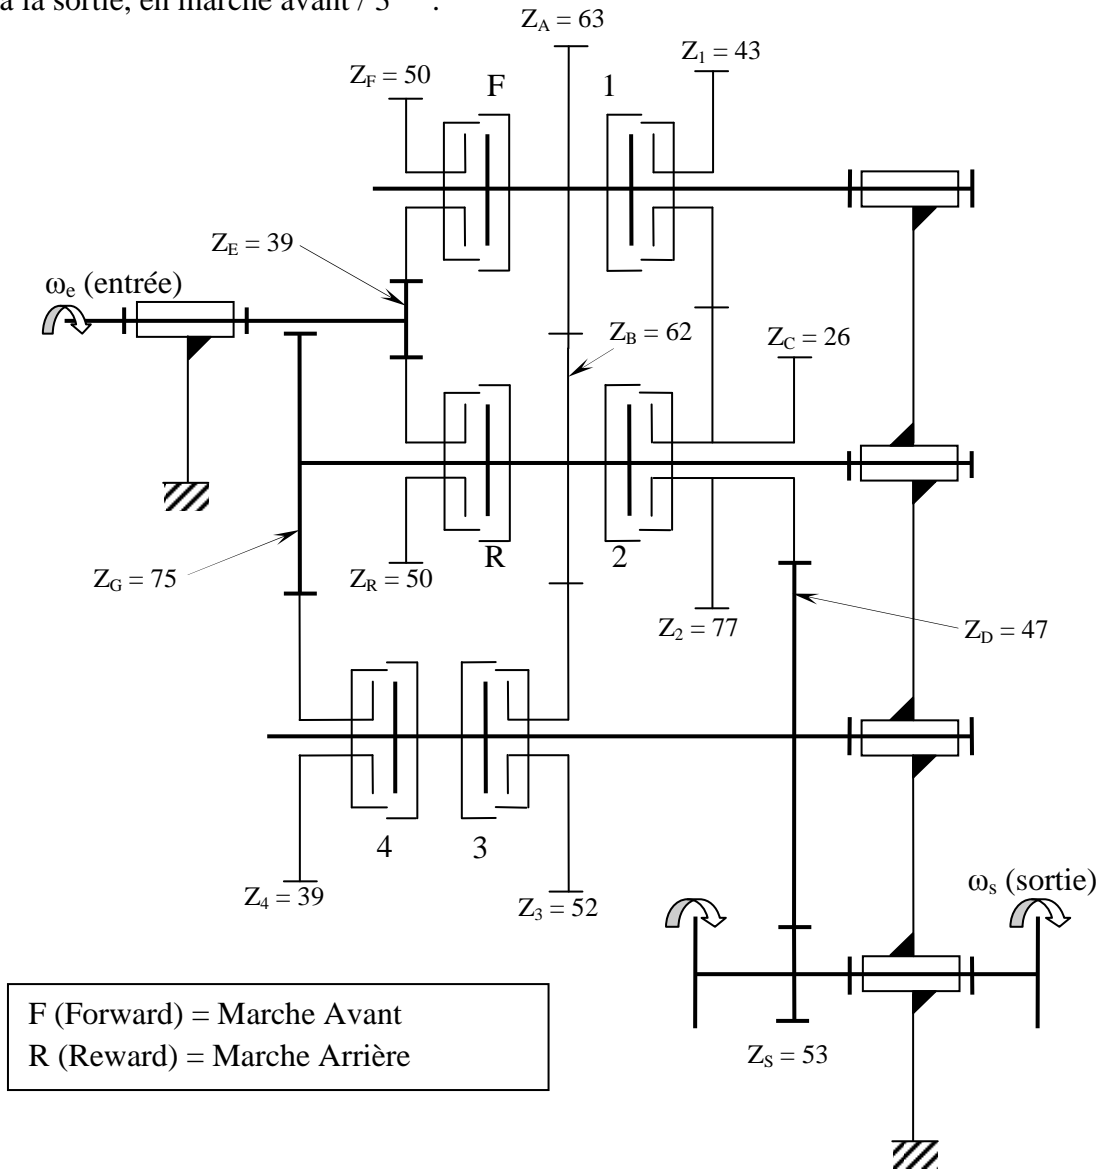 à la sortie, en marche avant / 3 .
Z_A = 63
Z_1 = 43
Z_F = 50
F
1
Z_E = 39
ω_e (entrée)
Z_B = 62
Z_C = 26
Z_G = 75
R
Z_R = 50
2
Z_2 = 77
Z_D = 47
4
3
Z_4 = 39
Z_3 = 52
ω_s (sortie)
F (Forward) = Marche Avant
R (Reward) = Marche Arrière
Z_S = 53